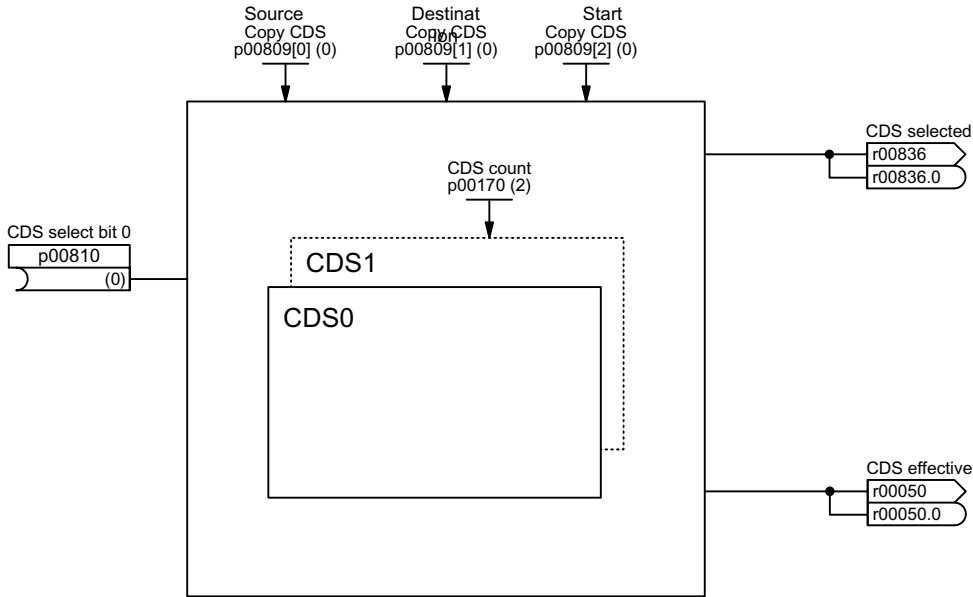 Source
Copy CDS
p00809[0] (0)
Destinat
ion
Copy CDS
p00809[1] (0)
Start
Copy CDS
p00809[2] (0)
CDS selected
r00836
r00836.0
CDS count
p00170 (2)
CDS select bit 0
p00810
(0)
CDS1
CDS0
CDS effective
r00050
r00050.0